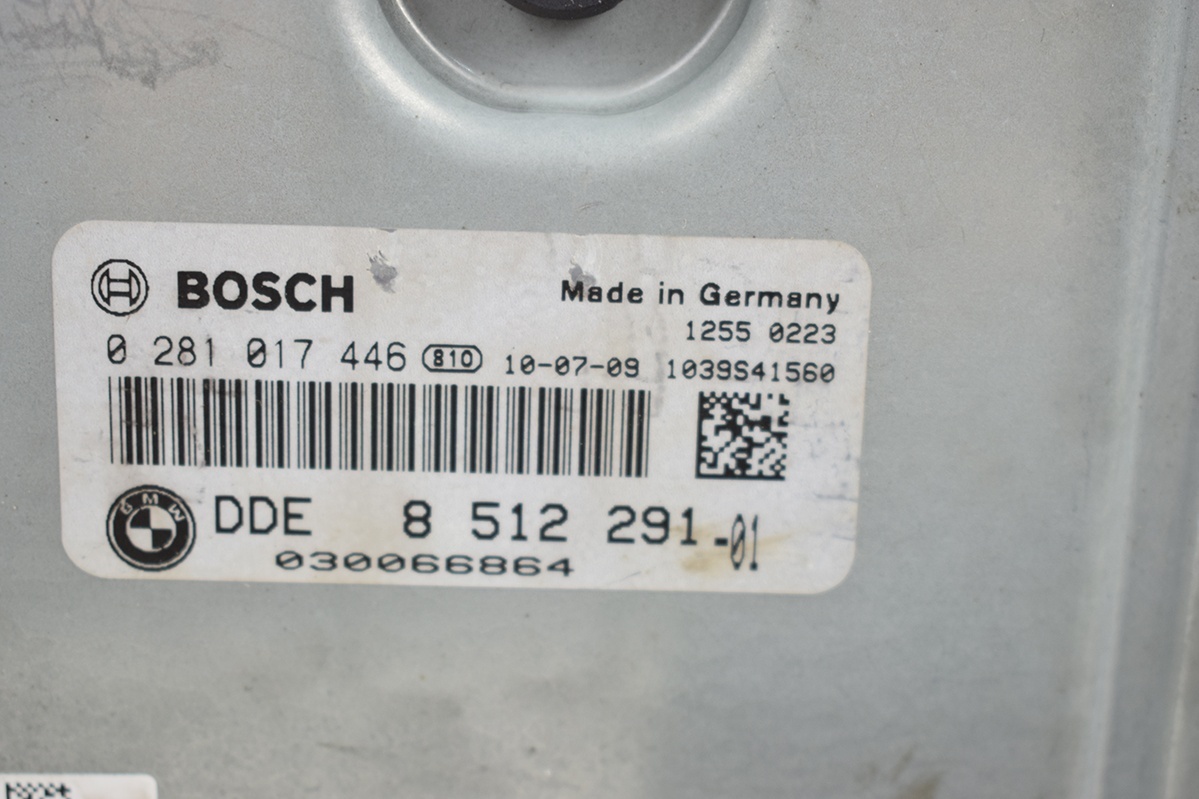 BOSCH
Made in Germany
1255 0223
0 281 017 446 810 10-07-09 1039S41560
BMW
DDE 8 512 291-01
030066864